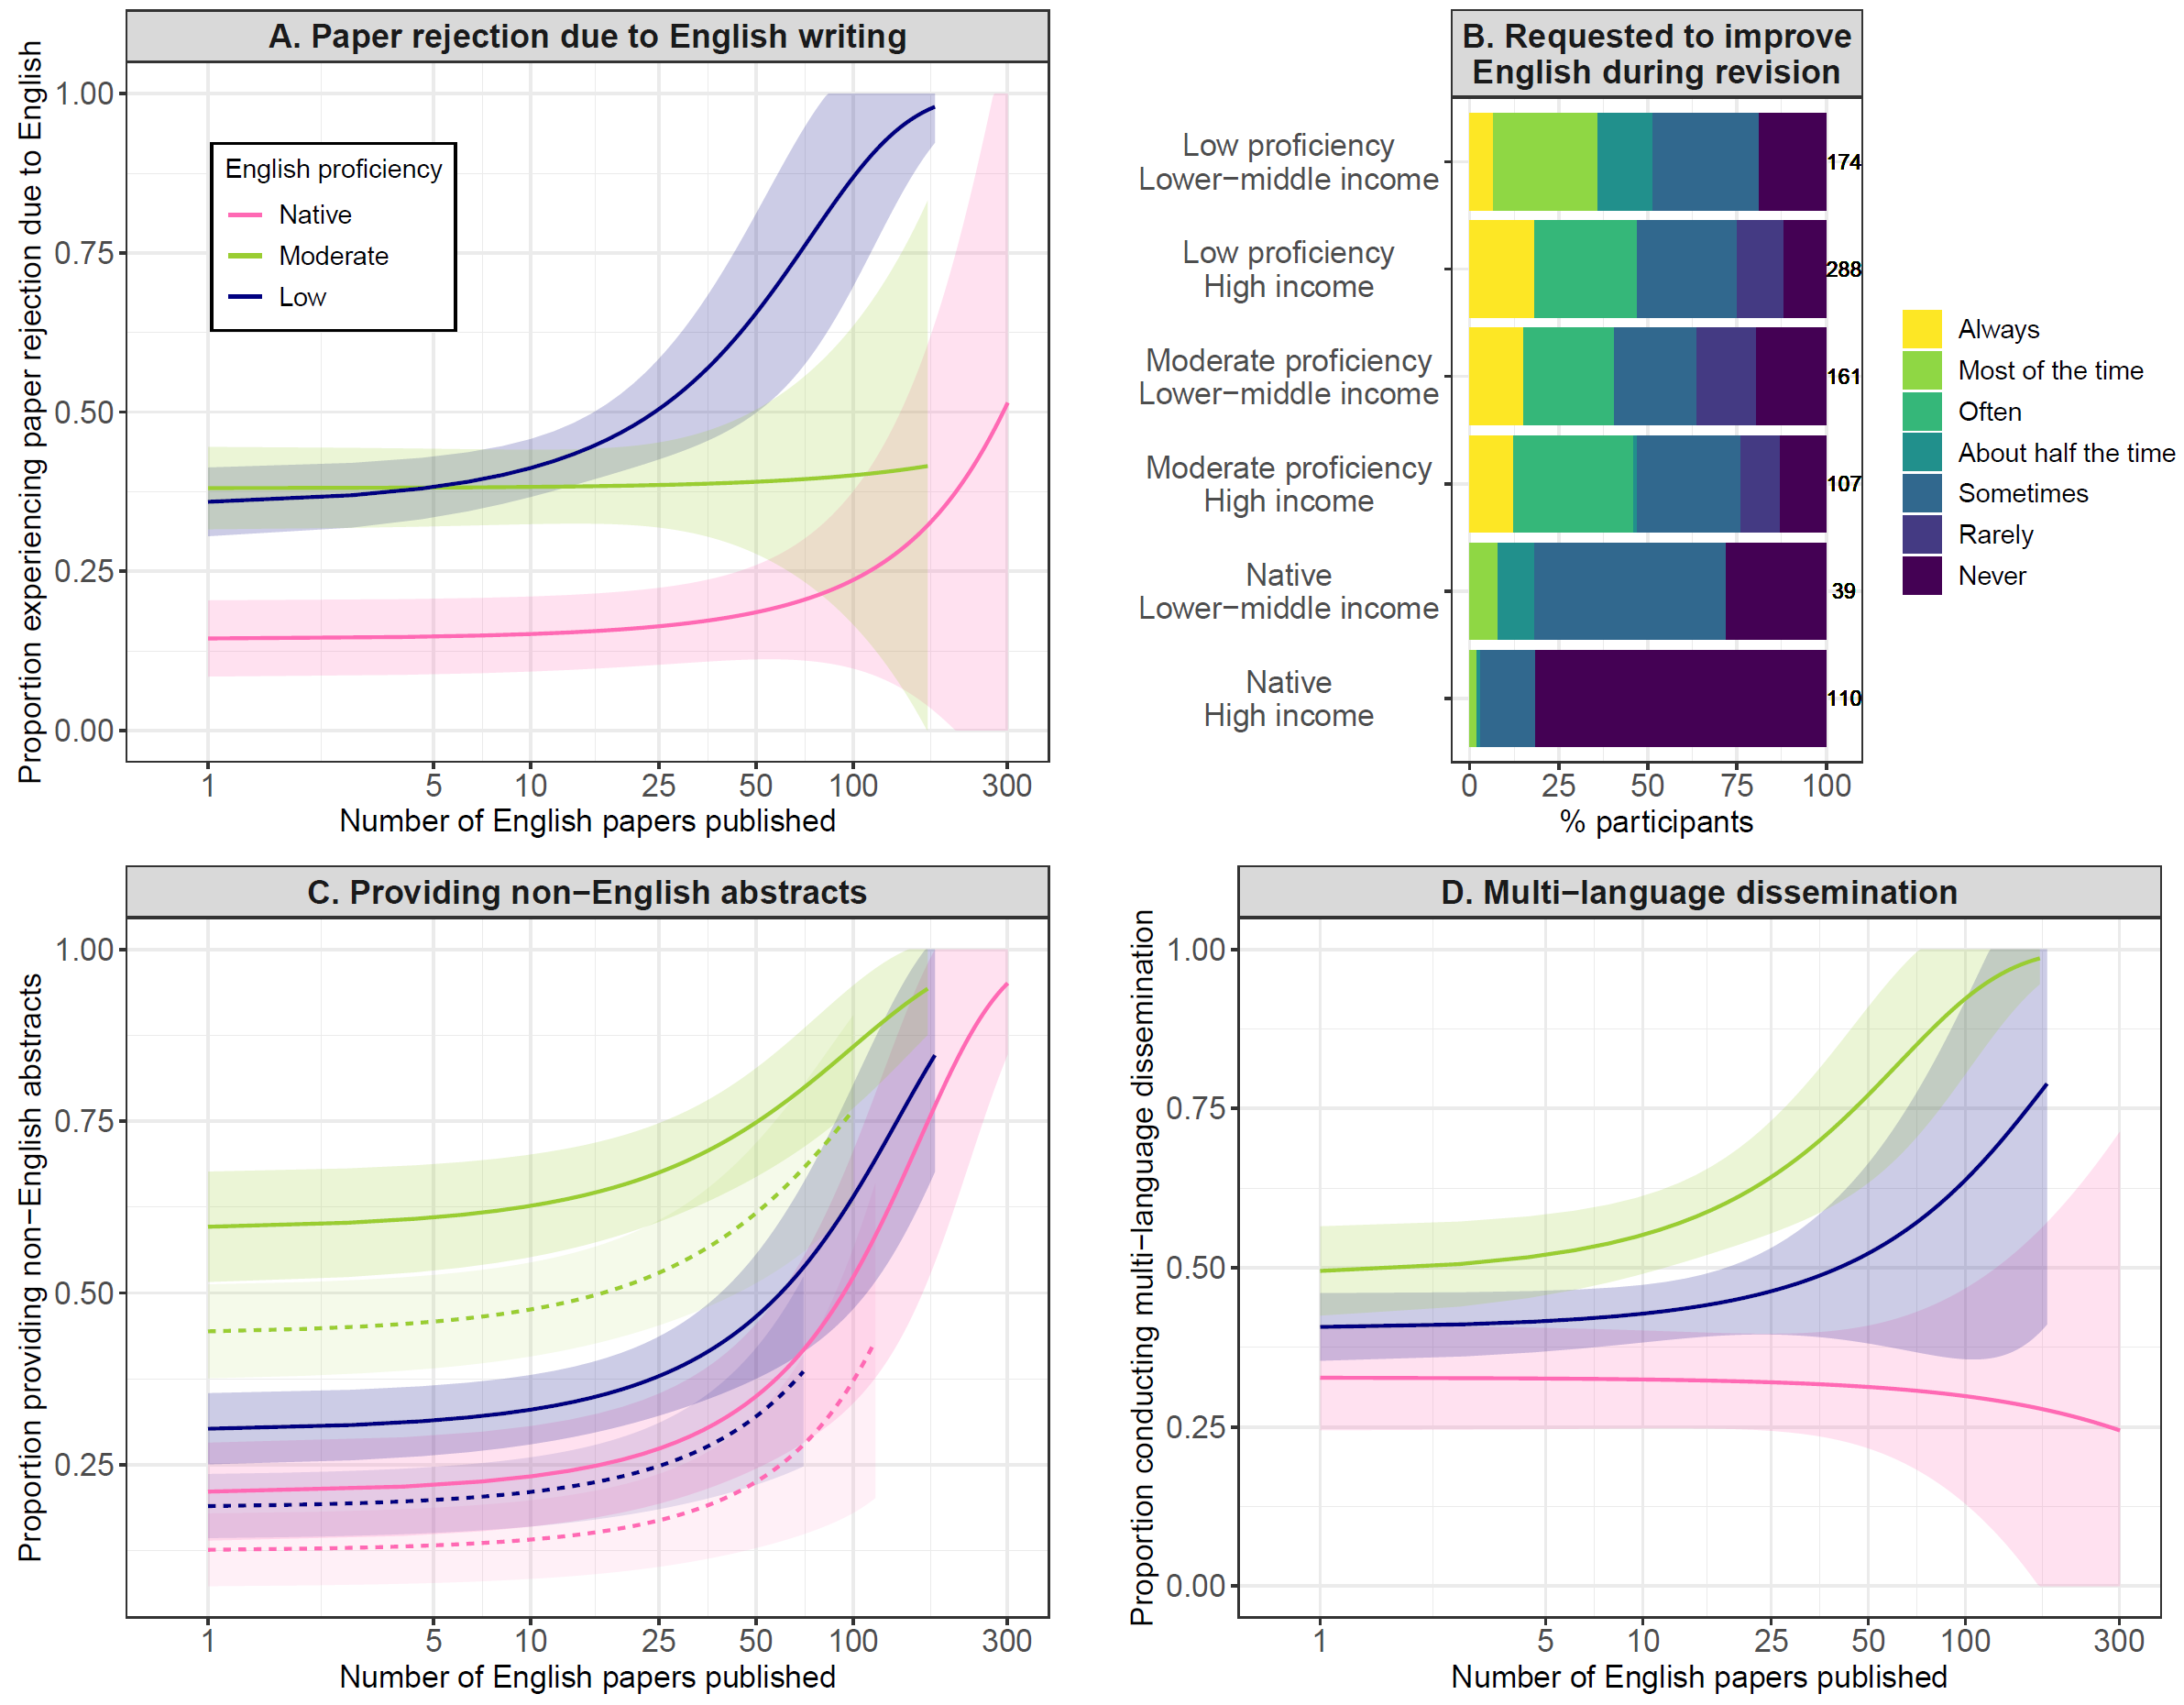 A. Paper rejection due to English writing
Proportion experiencing paper rejection due to English
1.00
0.75
0.50
0.25
0.00
English proficiency
Native
Moderate
Low
1 5 10 25 50 100 300
Number of English papers published
B. Requested to improve
English during revision
Low proficiency
Lower−middle income
174
Low proficiency
High income
288
Moderate proficiency
Lower−middle income
161
Moderate proficiency
High income
107
Native
Lower−middle income
39
Native
High income
110
0 25 50 75 100
% participants
Always
Most of the time
Often
About half the time
Sometimes
Rarely
Never
C. Providing non−English abstracts
Proportion providing non−English abstracts
1.00
0.75
0.50
0.25
1 5 10 25 50 100 300
Number of English papers published
D. Multi−language dissemination
Proportion conducting multi−language dissemination
1.00
0.75
0.50
0.25
0.00
1 5 10 25 50 100 300
Number of English papers published